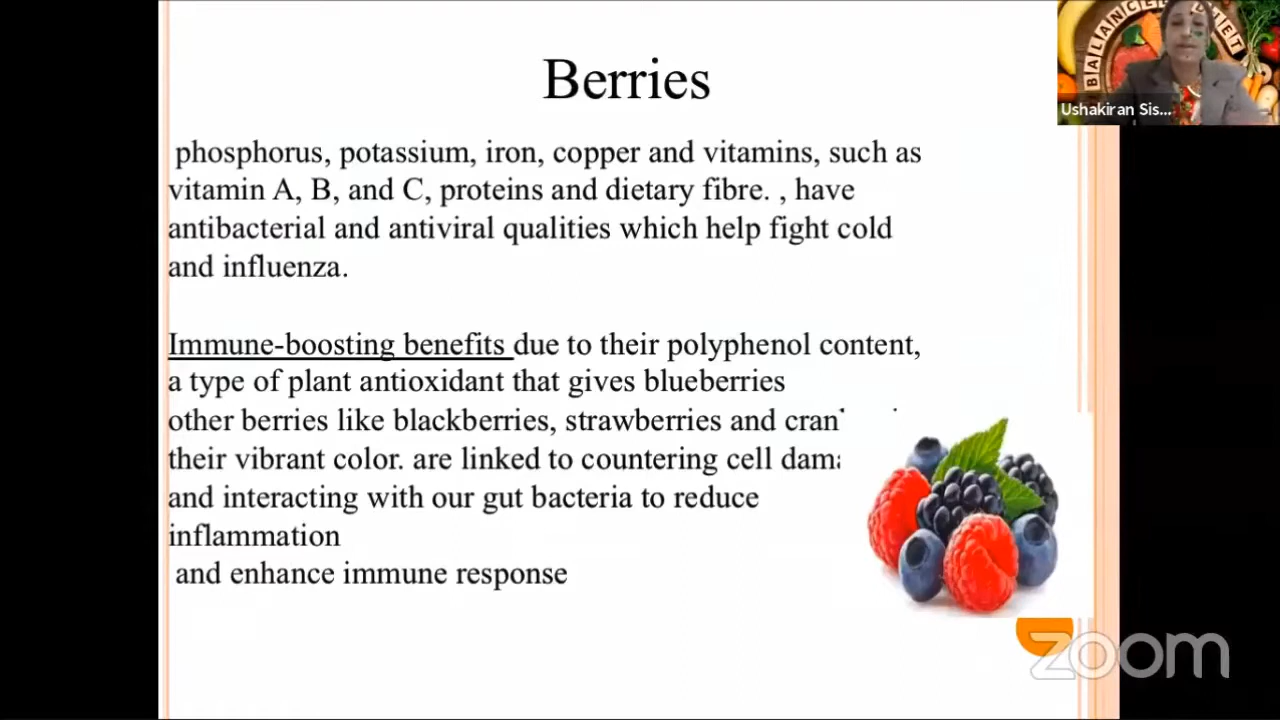 Berries
BALANCED DIET
Ushakiran Sis...
phosphorus, potassium, iron, copper and vitamins, such as
vitamin A, B, and C, proteins and dietary fibre. , have
antibacterial and antiviral qualities which help fight cold
and influenza.
Immune-boosting benefits due to their polyphenol content,
a type of plant antioxidant that gives blueberries
other berries like blackberries, strawberries and
their vibrant color. are linked to countering cell
and interacting with our gut bacteria to reduce
inflammation
and enhance immune response
zoom